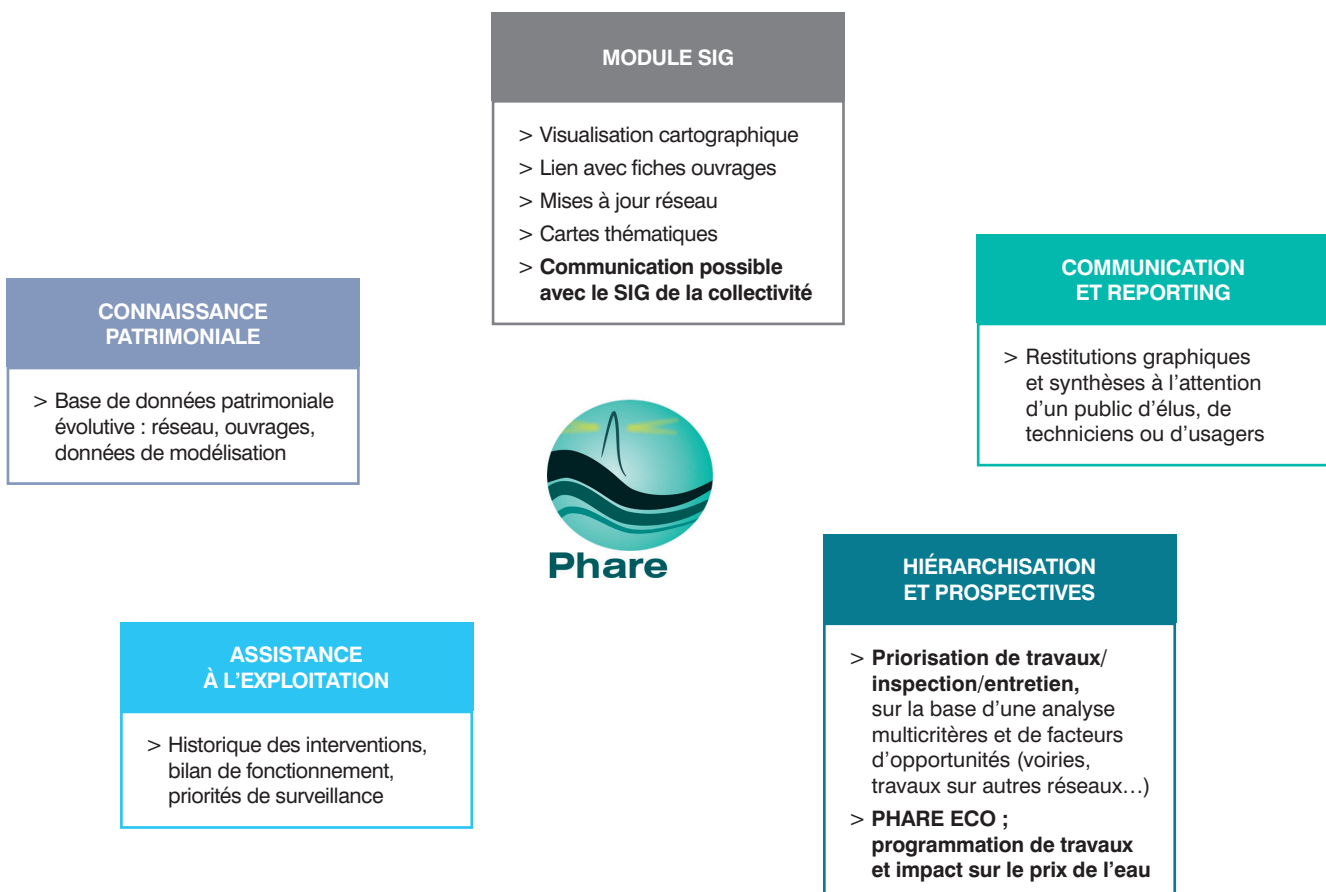 MODULE SIG
> Visualisation cartographique
> Lien avec fiches ouvrages
> Mises à jour réseau
> Cartes thématiques
> Communication possible
avec le SIG de la collectivité
CONNAISSANCE
PATRIMONIALE
> Base de données patrimoniale
évolutive : réseau, ouvrages,
données de modélisation
COMMUNICATION
ET REPORTING
> Restitutions graphiques
et synthèses à l’attention
d’un public d’élus, de
techniciens ou d’usagers
Phare
ASSISTANCE
À L’EXPLOITATION
> Historique des interventions,
bilan de fonctionnement,
priorités de surveillance
HIÉRARCHISATION
ET PROSPECTIVES
> Priorisation de travaux/
inspection/entretien,
sur la base d’une analyse
multicritères et de facteurs
d’opportunités (voiries,
travaux sur autres réseaux…)
> PHARE ECO ;
programmation de travaux
et impact sur le prix de l’eau